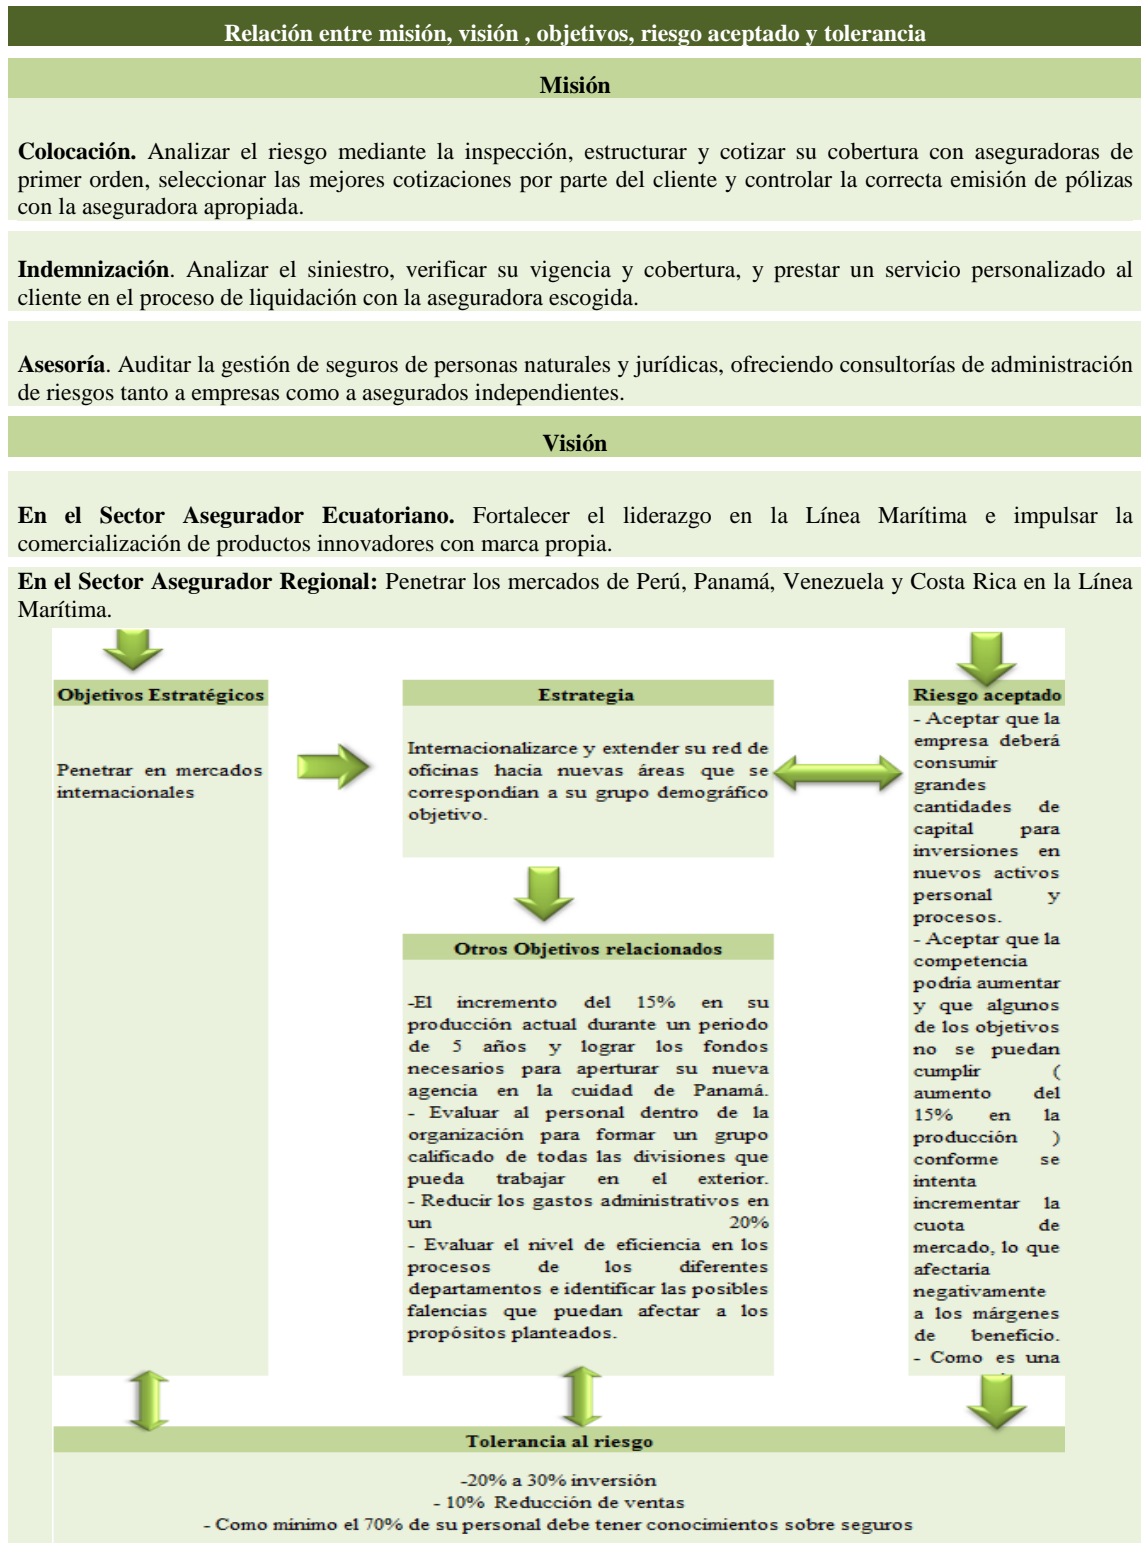 Relación entre misión, visión , objetivos, riesgo aceptado y tolerancia
Misión
Colocación. Analizar el riesgo mediante la inspección, estructurar y cotizar su cobertura con aseguradoras de
primer orden, seleccionar las mejores cotizaciones por parte del cliente y controlar la correcta emisión de pólizas
con la aseguradora apropiada.
Indemnización. Analizar el siniestro, verificar su vigencia y cobertura, y prestar un servicio personalizado al
cliente en el proceso de liquidación con la aseguradora escogida.
Asesoría. Auditar la gestión de seguros de personas naturales y jurídicas, ofreciendo consultorías de administración
de riesgos tanto a empresas como a asegurados independientes.
Visión
En el Sector Asegurador Ecuatoriano. Fortalecer el liderazgo en la Línea Marítima e impulsar la
comercialización de productos innovadores con marca propia.
En el Sector Asegurador Regional: Penetrar los mercados de Perú, Panamá, Venezuela y Costa Rica en la Línea
Marítima.
Objetivos Estratégicos
Penetrar en mercados
internacionales
Estrategia
Internacionalizarce y extender su red de
oficinas hacia nuevas áreas que se
correspondían a su grupo demográfico
objetivo.
Otros Objetivos relacionados
-El incremento del 15% en su
producción actual durante un periodo
de 5 años y lograr los fondos
necesarios para aperturar su nueva
agencia en la cuidad de Panamá.
- Evaluar al personal dentro de la
organización para formar un grupo
calificado de todas las divisiones que
pueda trabajar en el exterior.
- Reducir los gastos administrativos en
un 20%
- Evaluar el nivel de eficiencia en los
procesos de los diferentes
departamentos e identificar las posibles
falencias que puedan afectar a los
propósitos planteados.
Riesgo aceptado
- Aceptar que la
empresa deberá
consumir
grandes
cantidades de
capital para
inversiones en
nuevos activos
personal y
procesos.
- Aceptar que la
competencia
podría aumentar
y que algunos
de los objetivos
no se puedan
cumplir (
aumento del
15% en la
producción )
conforme se
intenta
incrementar la
cuota de
mercado, lo que
afectaría
negativamente
a los márgenes
de beneficio.
- Como es una
Tolerancia al riesgo
-20% a 30% inversión
- 10% Reducción de ventas
- Como mínimo el 70% de su personal debe tener conocimientos sobre seguros